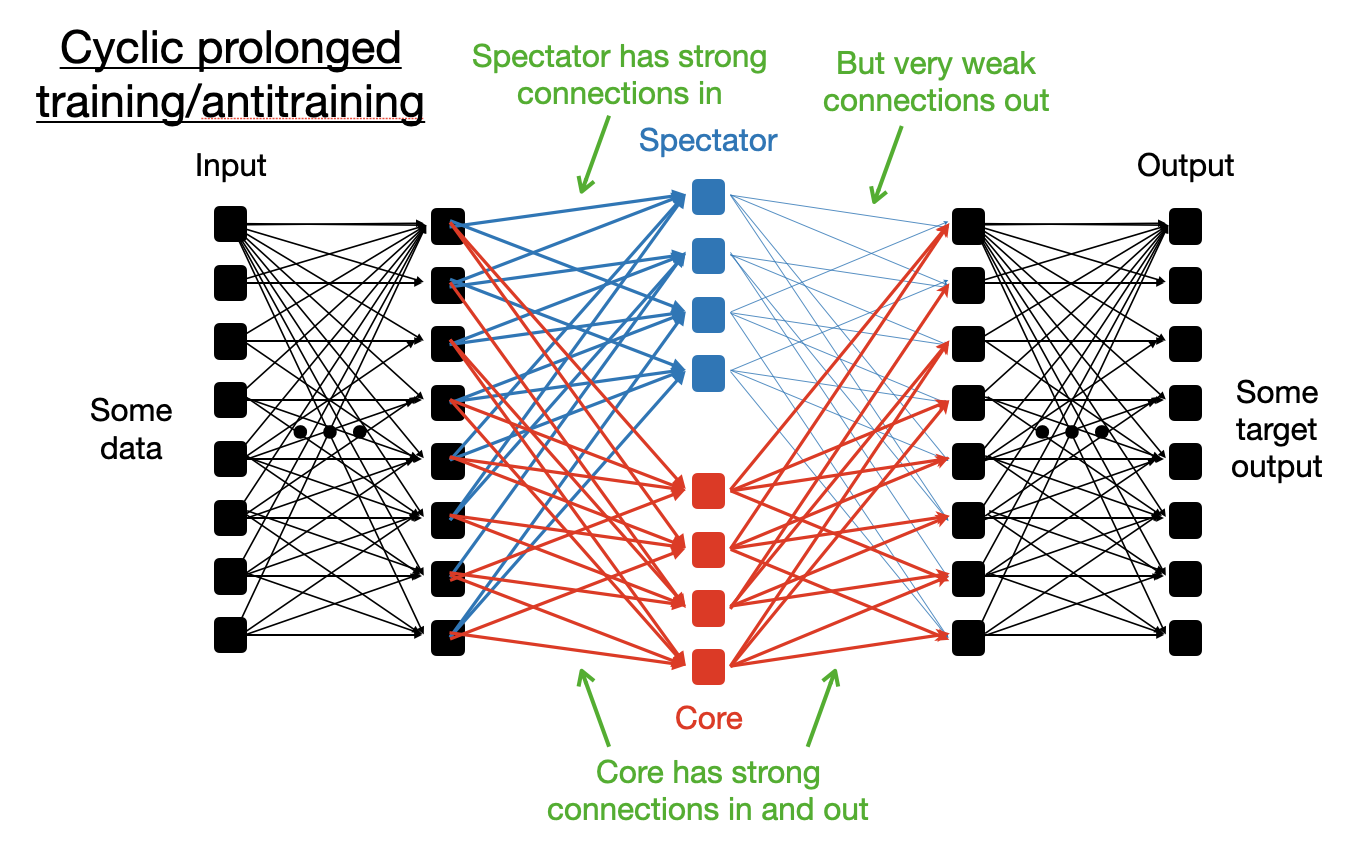 Cyclic prolonged
training/antitraining
Spectator has strong
connections in
But very weak
connections out
Spectator
Input
Output
Some
data
Some
target
output
Core
Core has strong
connections in and out